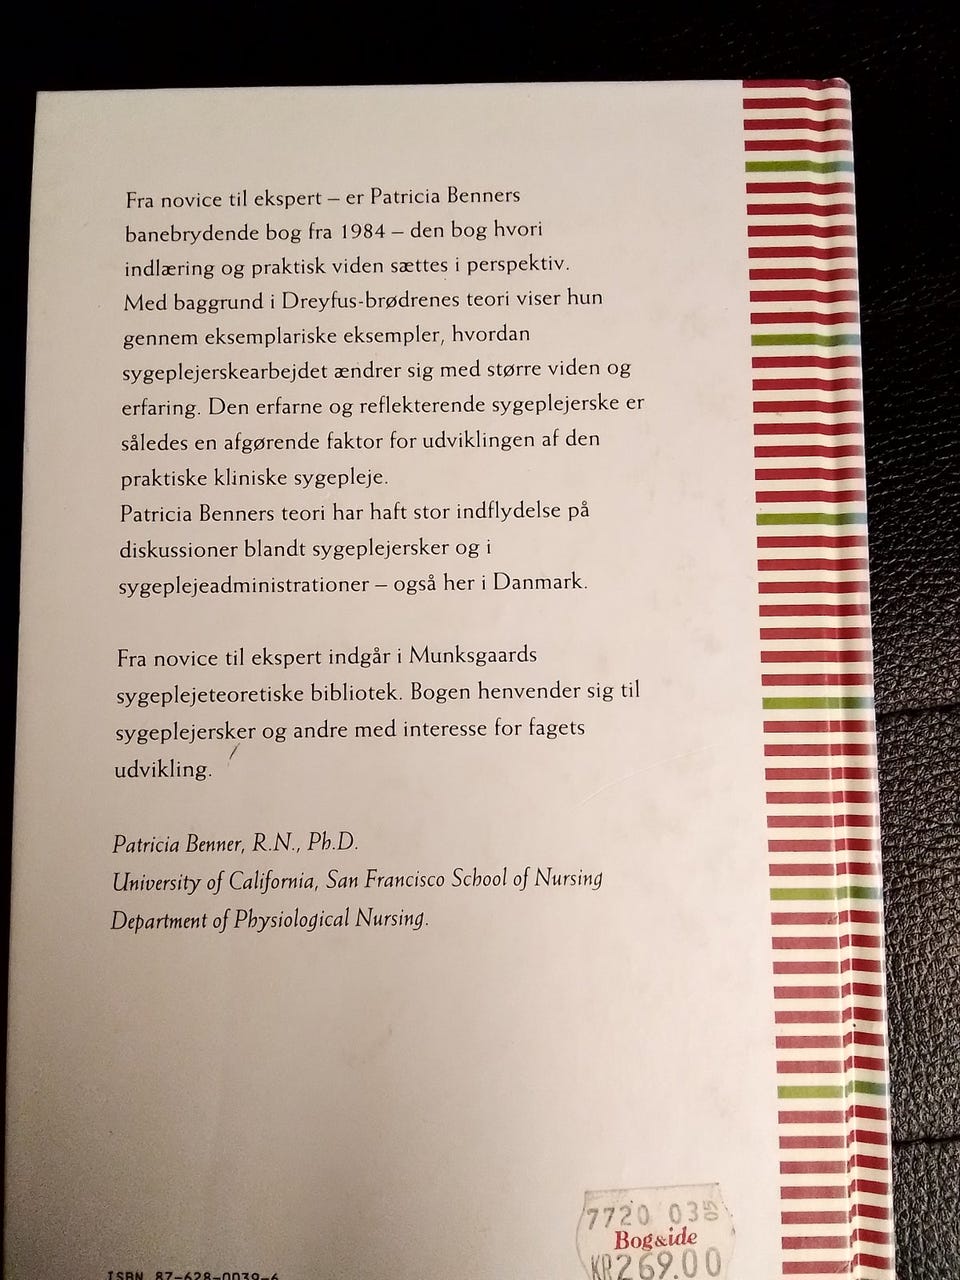 Fra novice til ekspert – er Patricia Benners
banebrydende bog fra 1984 – den bog hvori
indlæring og praktisk viden sættes i perspektiv.
Med baggrund i Dreyfus-brødrenes teori viser hun
gennem eksemplariske eksempler, hvordan
sygeplejerskearbejdet ændrer sig med større viden og
erfaring. Den erfarne og reflekterende sygeplejerske er
således en afgørende faktor for udviklingen af den
praktiske kliniske sygepleje.
Patricia Benners teori har haft stor indflydelse på
diskussioner blandt sygeplejersker og i
sygeplejeadministrationer – også her i Danmark.
Fra novice til ekspert indgår i Munksgaards
sygeplejeteoretiske bibliotek. Bogen henvender sig til
sygeplejersker og andre med interesse for fagets
udvikling.
Patricia Benner, R.N., Ph.D.
University of California, San Francisco School of Nursing
Department of Physiological Nursing.
7720 03
Bog&ide
KR269.00
ISBN 87-628-0039-6